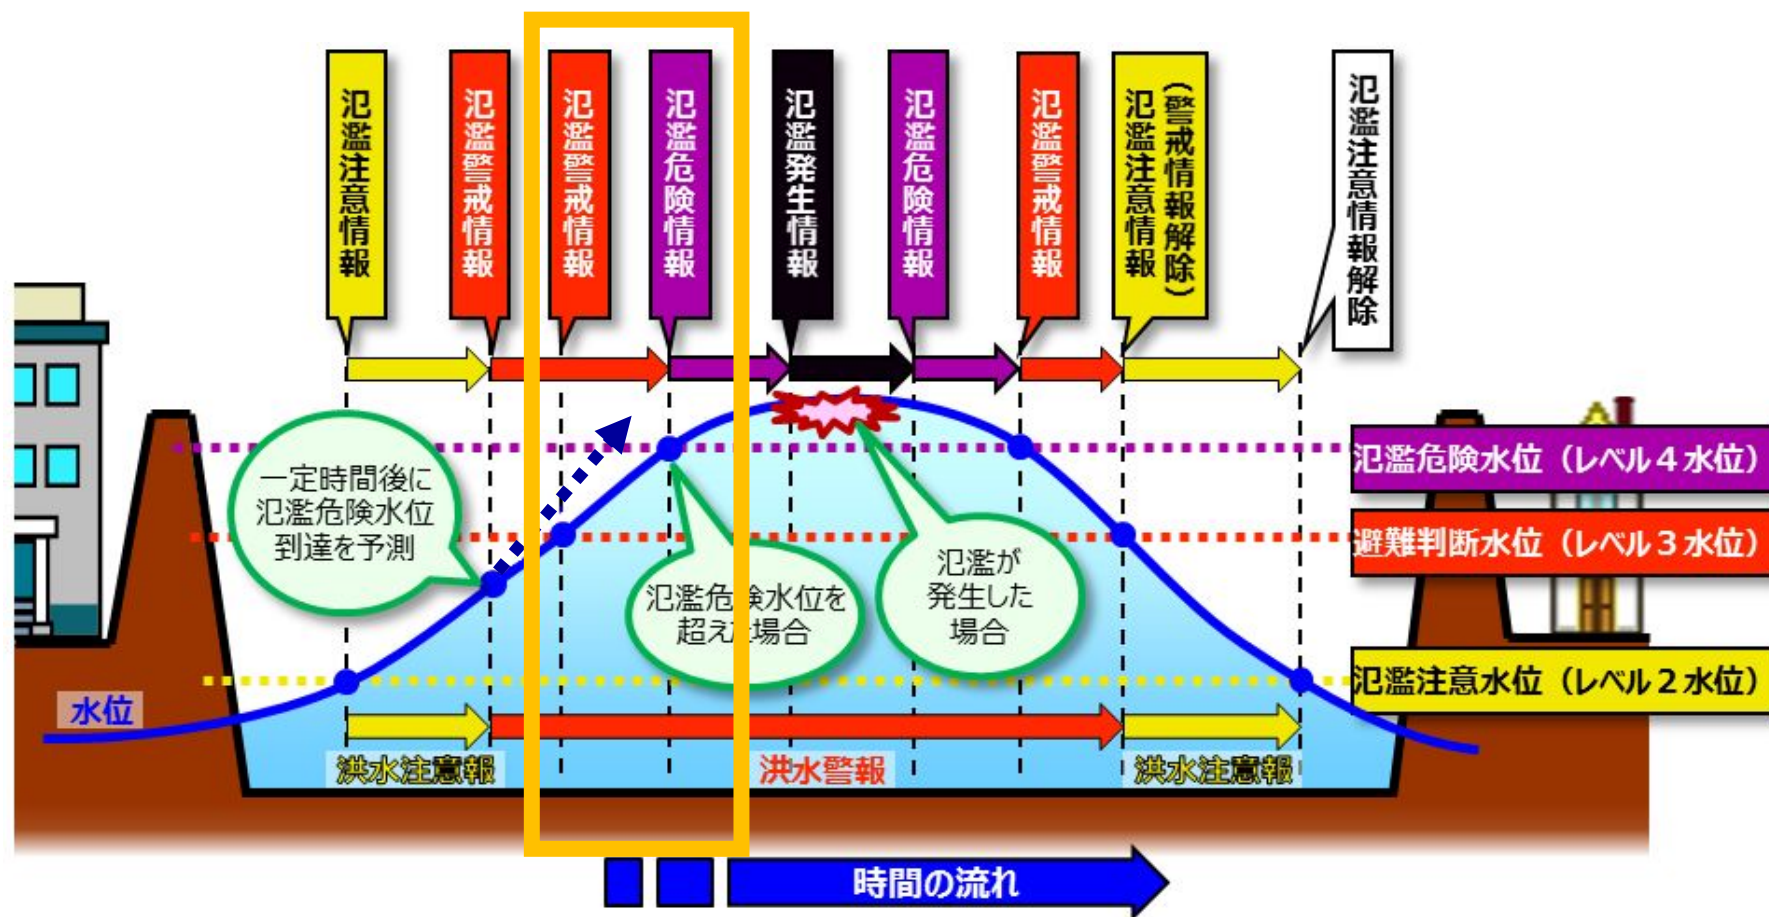 氾濫注意情報
氾濫警戒情報
氾濫警戒情報
氾濫危険情報
氾濫発生情報
氾濫危険情報
氾濫警戒情報
(警戒情報解除)
氾濫注意情報
氾濫注意情報解除
一定時間後に
氾濫危険水位
到達を予測
氾濫危険水位を
超えた場合
氾濫が
発生した
場合
氾濫危険水位(レベル4水位)
避難判断水位(レベル3水位)
氾濫注意水位(レベル2水位)
水位
洪水注意報
洪水警報
洪水注意報
時間の流れ